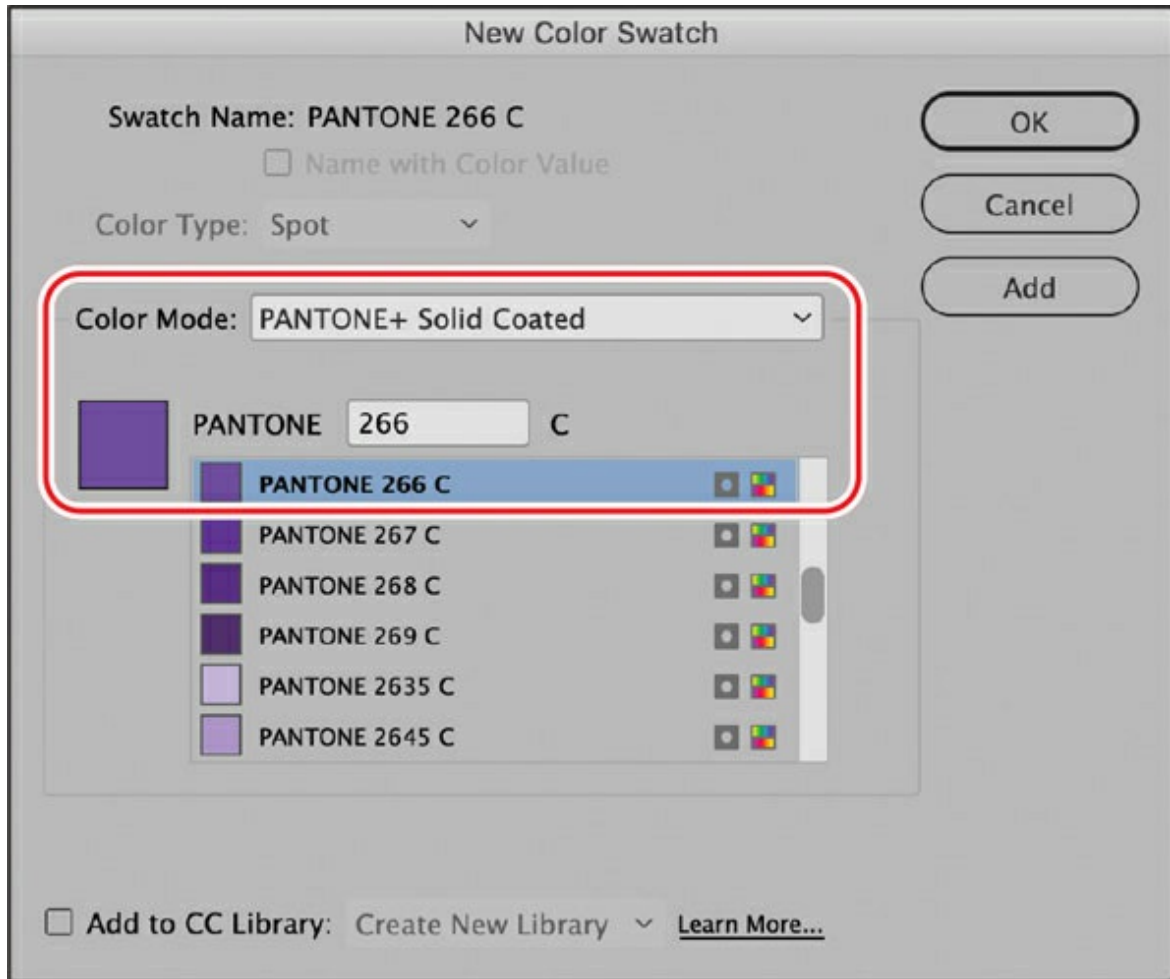 New Color Swatch
Swatch Name: PANTONE 266 C
Name with Color Value
Color Type: Spot
OK
Cancel
Add
Color Mode: PANTONE+ Solid Coated
PANTONE 266 C
PANTONE 266 C
PANTONE 267 C
PANTONE 268 C
PANTONE 269 C
PANTONE 2635 C
PANTONE 2645 C
Add to CC Library: Create New Library Learn More...